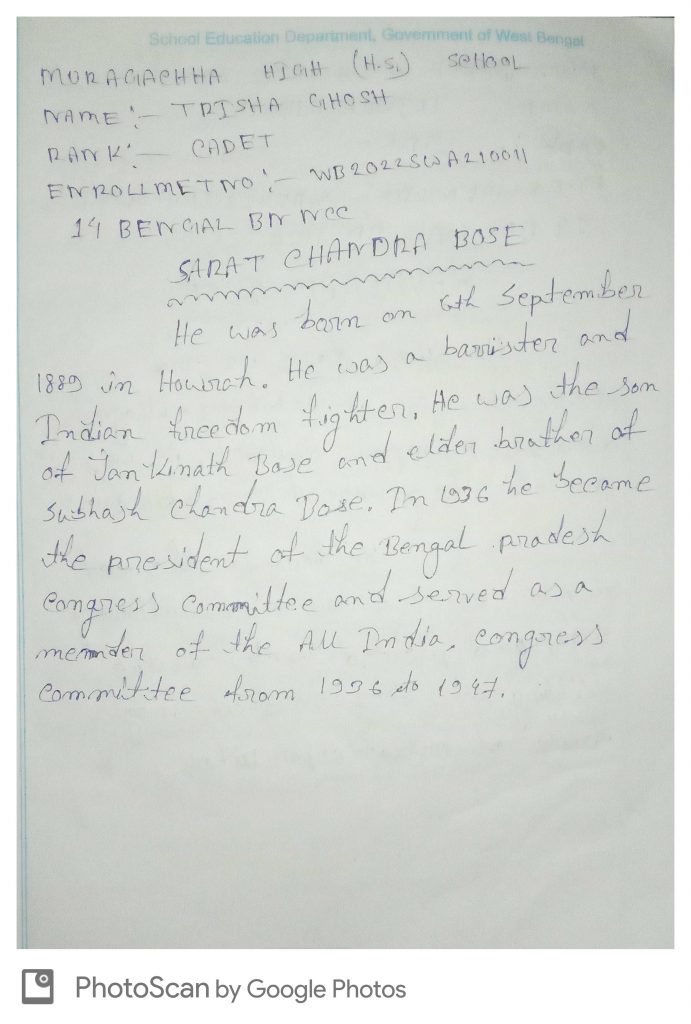 School Education Department, Government of West Bengal
MURAGACHHA HIGH (H.S.) SCHOOL
NAME :- TRISHA GHOSH
RANK :- CADET
ENROLLMET NO :- WB2022SWA210011
14 BENGAL BN NCC
SARAT CHANDRA BOSE
He was born on 6th September
1889 in Howrah. He was a barrister and
Indian freedom fighter, He was the son
of Jankinath Bose and elder brother of
Subhash Chandra Bose. In 1936 he became
the president of the Bengal pradesh
Congress Committee and served as a
memnder of the All India, congress
Committee from 1936 to 1947.
PhotoScan by Google Photos